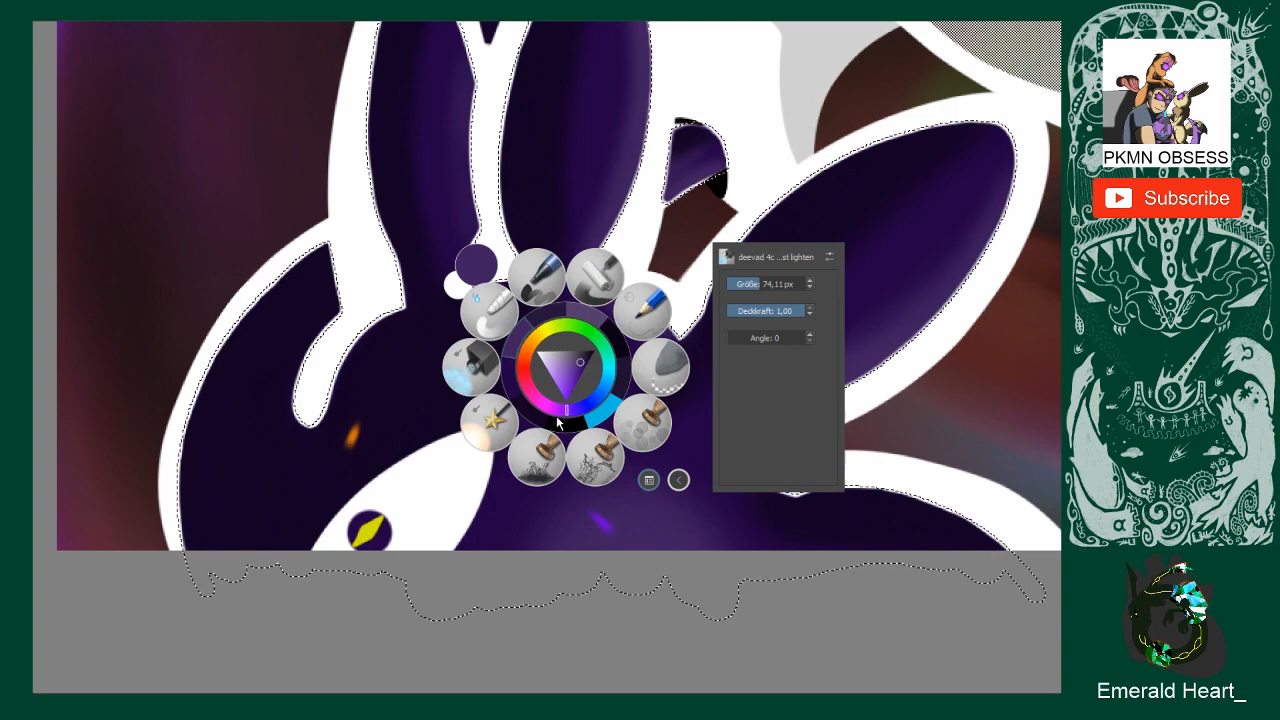 PKMN OBSESS
Subscribe
deevad 4c ...st lighten
Größe: 74,11 px
Deckkraft: 1,00
Angle: 0
Emerald Heart_